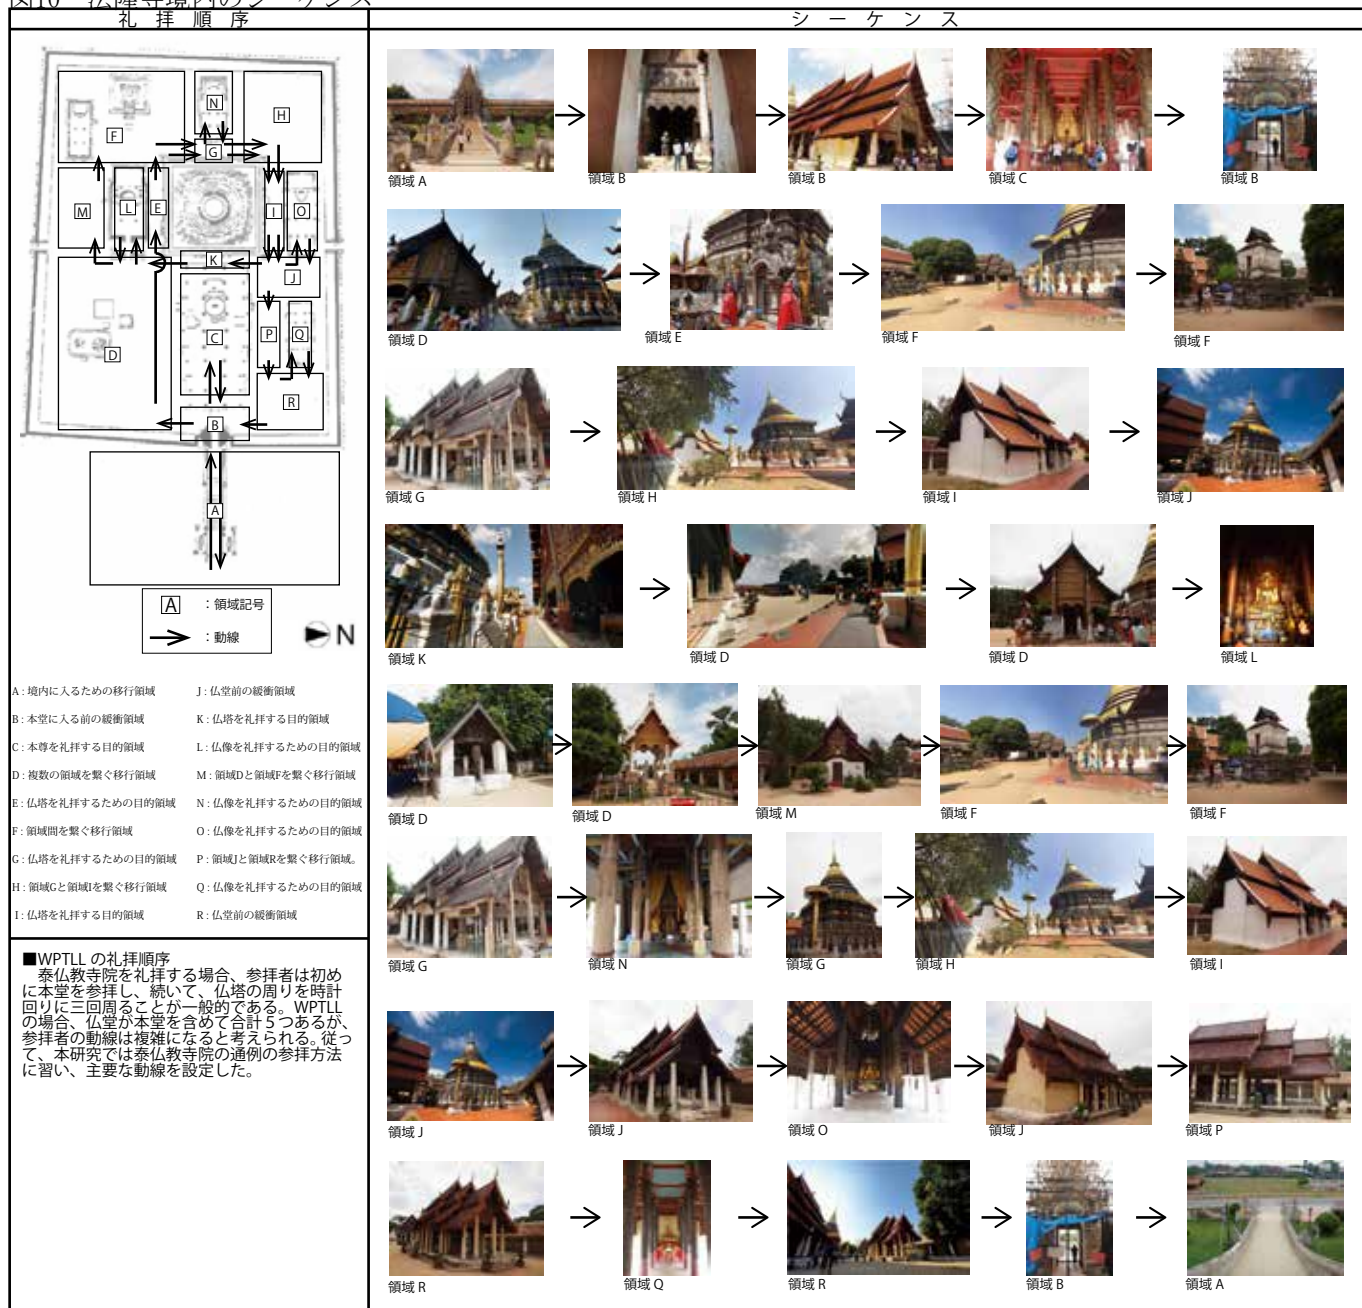 図10　法隆寺境内のシーケンス
礼拝順序
シーケンス
N
F
H
G
M
L
E
I
O
K
J
D
C
P
Q
R
B
A
A ：領域記号
：動線
N
A : 境内に入るための移行領域
B : 本堂に入る前の緩衝領域
C : 本尊を礼拝する目的領域
D : 複数の領域を繋ぐ移行領域
E : 仏塔を礼拝するための目的領域
F : 領域間を繋ぐ移行領域
G : 仏塔を礼拝するための目的領域
H : 領域Gと領域Iを繋ぐ移行領域
I : 仏塔を礼拝する目的領域
J : 仏堂前の緩衝領域
K : 仏塔を礼拝する目的領域
L : 仏像を礼拝するための目的領域
M : 領域Dと領域Fを繋ぐ移行領域
N : 仏像を礼拝するための目的領域
O : 仏像を礼拝するための目的領域
P : 領域Jと領域Rを繋ぐ移行領域。
Q : 仏像を礼拝するための目的領域
R : 仏堂前の緩衝領域
■WPTLL の礼拝順序
泰仏教寺院を礼拝する場合、参拝者は初め
に本堂を参拝し、続いて、仏塔の周りを時計
回りに三回周ることが一般的である。WPTLL
の場合、仏堂が本堂を含めて合計５つあるが、
参拝者の動線は複雑になると考えられる。従っ
て、本研究では泰仏教寺院の通例の参拝方法
に習い、主要な動線を設定した。
領域 A
領域 B
領域 B
領域 C
領域 B
領域 D
領域 E
領域 F
領域 F
領域 G
領域 H
領域 I
領域 J
領域 K
領域 D
領域 D
領域 L
領域 D
領域 D
領域 M
領域 F
領域 F
領域 G
領域 N
領域 G
領域 H
領域 I
領域 J
領域 J
領域 O
領域 J
領域 P
領域 R
領域 Q
領域 R
領域 B
領域 A